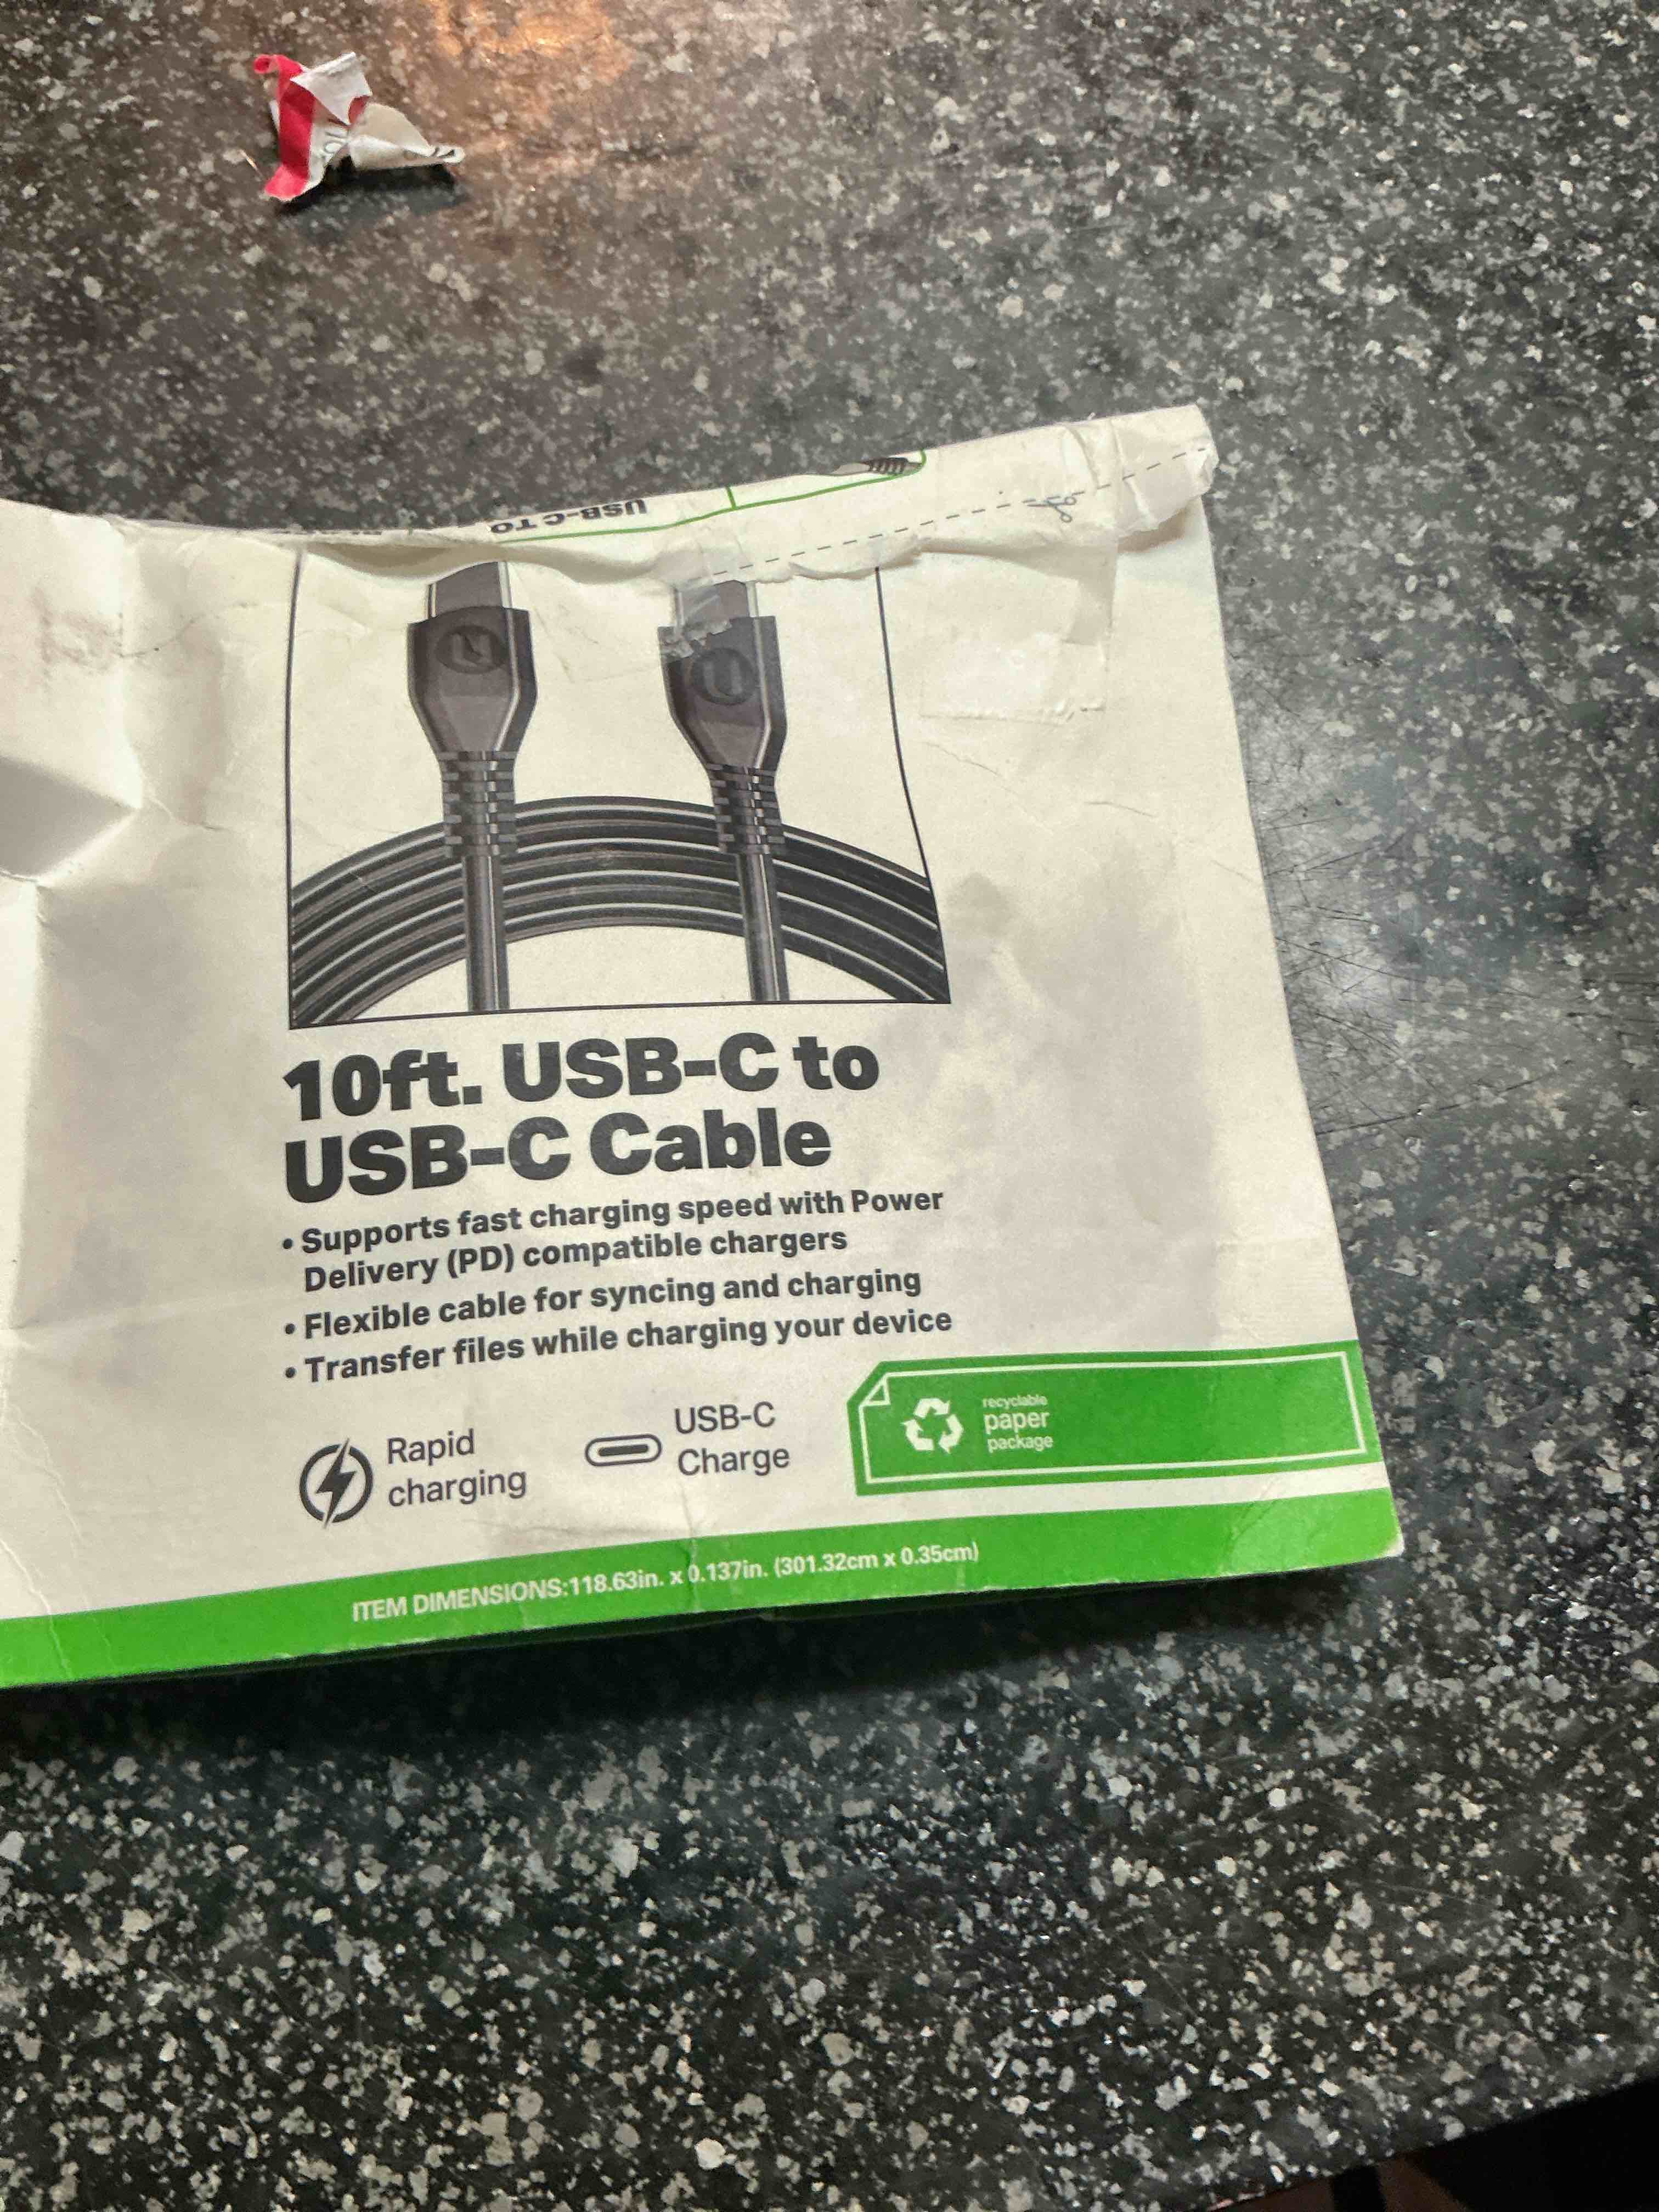 USB-C TO
10ft. USB-C to
USB-C Cable
• Supports fast charging speed with Power
Delivery (PD) compatible chargers
• Flexible cable for syncing and charging
• Transfer files while charging your device
Rapid
charging
USB-C
Charge
recyclable
paper
package
ITEM DIMENSIONS:118.63in. x 0.137in. (301.32cm x 0.35cm)